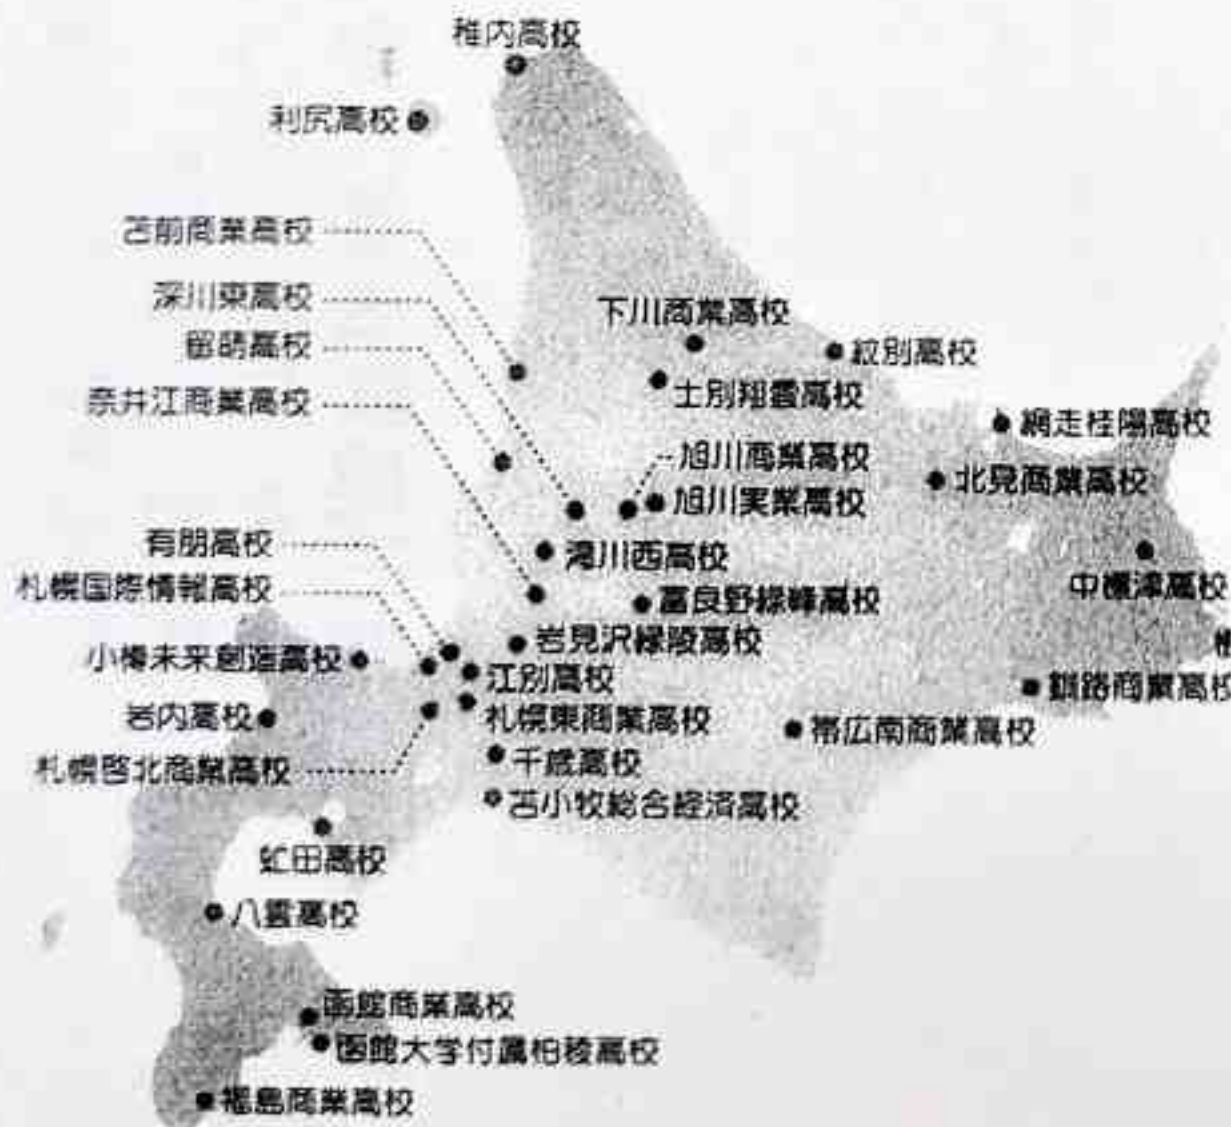 稚内高校
利尻高校
苫前商業高校
深川東高校
留萌高校
奈井江商業高校
下川商業高校
紋別高校
士別翔雲高校
網走桂陽高校
旭川商業高校
北見商業高校
旭川実業高校
滝川西高校
中標津高校
富良野緑峰高校
有朋高校
札幌国際情報高校
岩見沢緑陵高校
小樽未来創造高校
江別高校
釧路商業高校
岩内高校
札幌東商業高校
帯広南商業高校
札幌啓北商業高校
千歳高校
苫小牧総合経済高校
虻田高校
八雲高校
函館商業高校
函館大学付属柏稜高校
福島商業高校